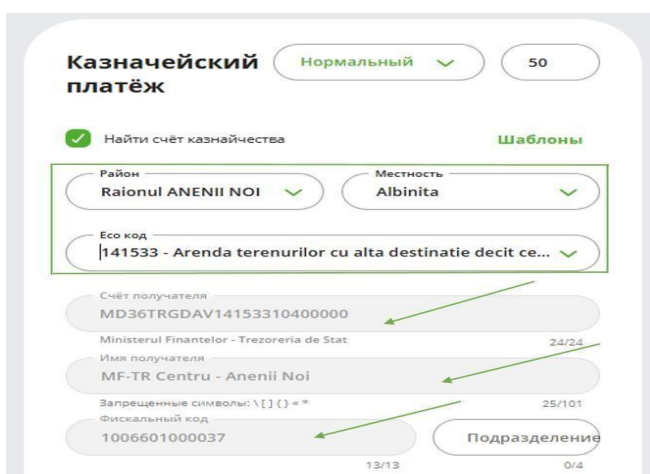 Казначейский платёж
Нормальный
50
Найти счёт казнайчества
Шаблоны
Район
Местность
Raionul ANENII NOI
Albinita
Eco код
141533 - Arenda terenurilor cu alta destinatie decit ce...
Счёт получателя
MD36TRGDAV14153310400000
Ministerul Finantelor - Trezoreria de Stat
24/24
Имя получателя
MF-TR Centru - Anenii Noi
Запрещенные символы: \ [ ] { } « *
25/101
Фискальный код
1006601000037
Подразделение
13/13
0/4